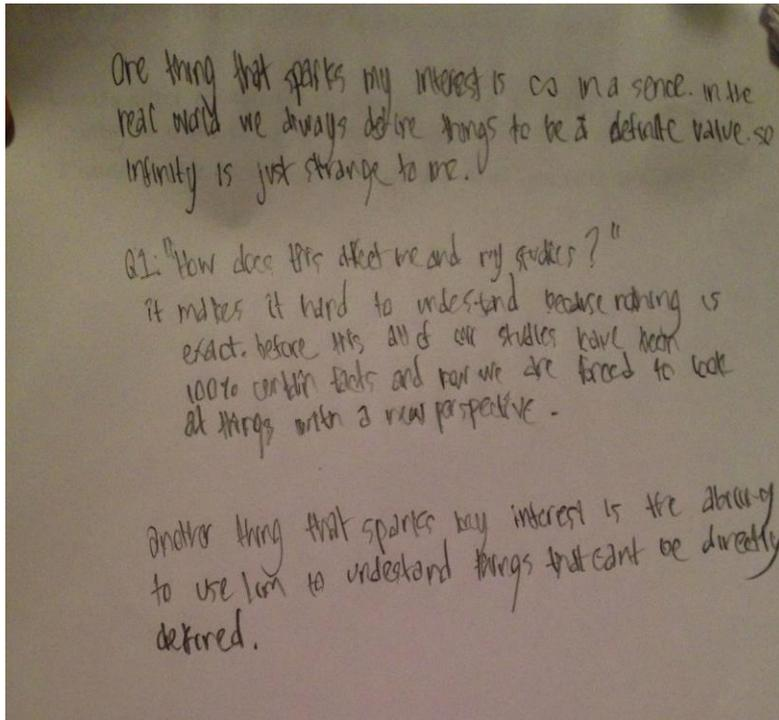 One thing that sparks my interest is ∞ in a sence. in the
real world we always define things to be a definite value. so
infinity is just strange to me.
Q1: "How does this affect me and my studies?"
it makes it hard to undestand because nothing is
exact. before this all of our studies have been
100% certain facts and now we are forced to look
at things with a new perspective.
another thing that sparks my interest is the ability
to use lim to undestand things that cant be directly
defined.